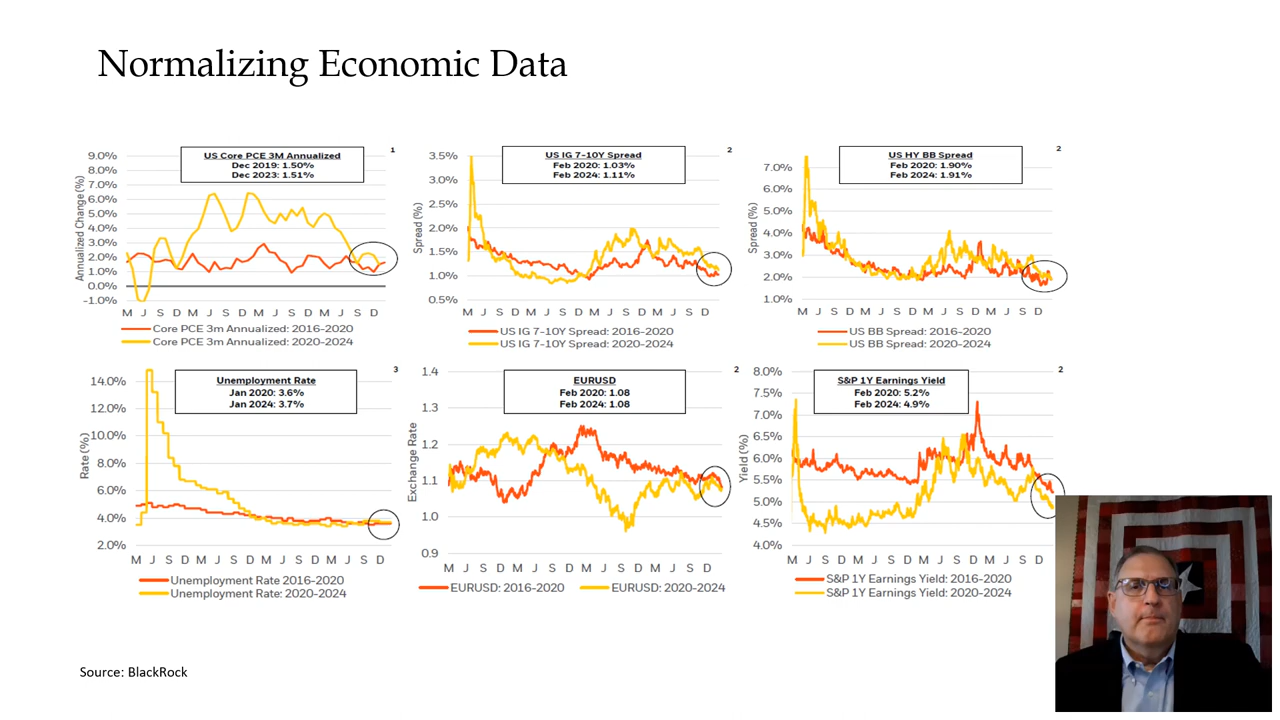 Normalizing Economic Data
US Core PCE 3M Annualized
Dec 2019: 1.50%
Dec 2023: 1.51%
1
Annualized Change (%)
9.0%
8.0%
7.0%
6.0%
5.0%
4.0%
3.0%
2.0%
1.0%
0.0%
-1.0%
M J S D M J S D M J S D M J S D
Core PCE 3m Annualized: 2016-2020
Core PCE 3m Annualized: 2020-2024
US IG 7-10Y Spread
Feb 2020: 1.03%
Feb 2024: 1.11%
2
Spread (%)
3.5%
3.0%
2.5%
2.0%
1.5%
1.0%
0.5%
M J S D M J S D M J S D M J S D
US IG 7-10Y Spread: 2016-2020
US IG 7-10Y Spread: 2020-2024
US HY BB Spread
Feb 2020: 1.90%
Feb 2024: 1.91%
2
Spread (%)
7.0%
6.0%
5.0%
4.0%
3.0%
2.0%
1.0%
M J S D M J S D M J S D M J S D
US BB Spread: 2016-2020
US BB Spread: 2020-2024
Unemployment Rate
Jan 2020: 3.6%
Jan 2024: 3.7%
3
Rate (%)
14.0%
12.0%
10.0%
8.0%
6.0%
4.0%
2.0%
M J S D M J S D M J S D M J S D
Unemployment Rate 2016-2020
Unemployment Rate: 2020-2024
EURUSD
Feb 2020: 1.08
Feb 2024: 1.08
2
Exchange Rate
1.4
1.3
1.2
1.1
1.0
0.9
M J S D M J S D M J S D M J S D
EURUSD: 2016-2020
EURUSD: 2020-2024
S&P 1Y Earnings Yield
Feb 2020: 5.2%
Feb 2024: 4.9%
2
Yield (%)
8.0%
7.5%
7.0%
6.5%
6.0%
5.5%
5.0%
4.5%
4.0%
M J S D M J S D M J S D M J S D
S&P 1Y Earnings Yield: 2016-2020
S&P 1Y Earnings Yield: 2020-2024
Source: BlackRock